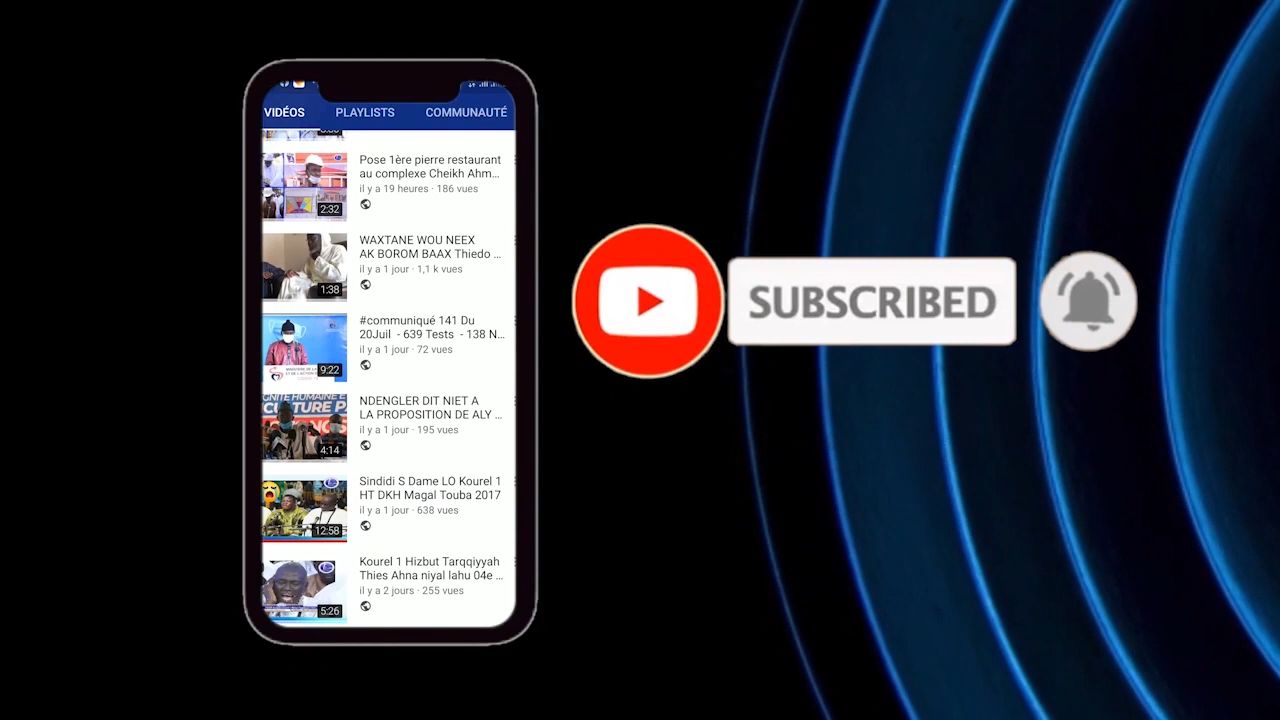 VIDÉOS PLAYLISTS COMMUNAUTÉ
Pose 1ère pierre restaurant
au complexe Cheikh Ahm...
il y a 19 heures · 186 vues
2:32
WAXTANE WOU NEEX
AK BOROM BAAX Thiedo ...
il y a 1 jour · 1,1 k vues
1:38
#communiqué 141 Du
20Juil - 639 Tests - 138 N...
il y a 1 jour · 72 vues
9:22
NDENGLER DIT NIET A
LA PROPOSITION DE ALY ...
il y a 1 jour · 195 vues
4:14
Sindidi S Dame LO Kourel 1
HT DKH Magal Touba 2017
il y a 1 jour · 638 vues
12:58
Kourel 1 Hizbut Tarqqiyyah
Thies Ahna niyal lahu 04e ...
il y a 2 jours · 255 vues
5:26
SUBSCRIBED